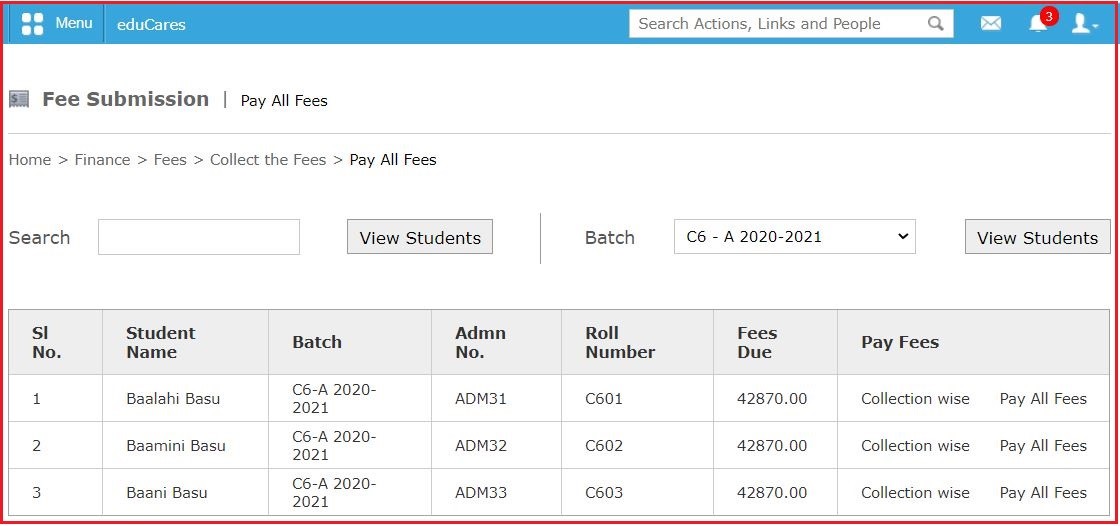 Menu eduCares Search Actions, Links and People 3
Fee Submission | Pay All Fees
Home > Finance > Fees > Collect the Fees > Pay All Fees
Search View Students Batch C6 - A 2020-2021 View Students
Sl No. Student Name Batch Admn No. Roll Number Fees Due Pay Fees
1 Baalahi Basu C6-A 2020-2021 ADM31 C601 42870.00 Collection wise Pay All Fees
2 Baamini Basu C6-A 2020-2021 ADM32 C602 42870.00 Collection wise Pay All Fees
3 Baani Basu C6-A 2020-2021 ADM33 C603 42870.00 Collection wise Pay All Fees